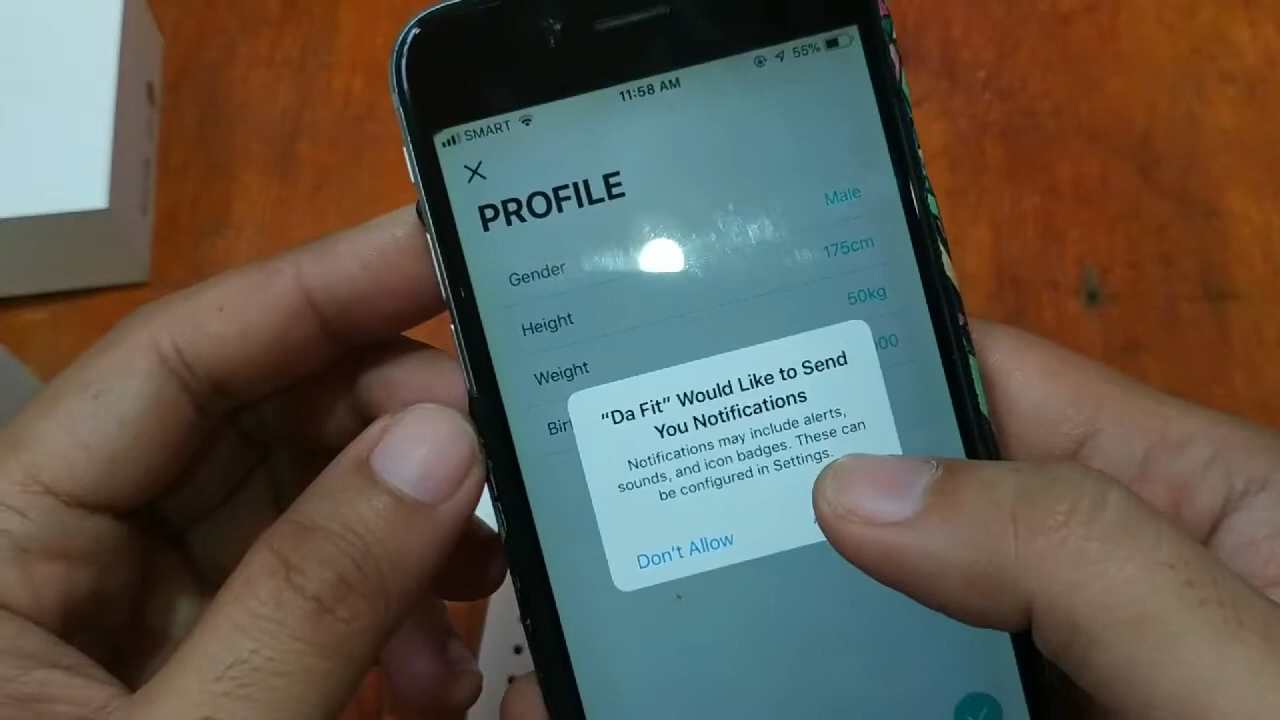 SMART 11:58 AM 55%
PROFILE
Gender Male
Height 175cm
Weight 50kg
“Da Fit” Would Like to Send
You Notifications
Notifications may include alerts,
sounds, and icon badges. These can
be configured in Settings.
Don't Allow